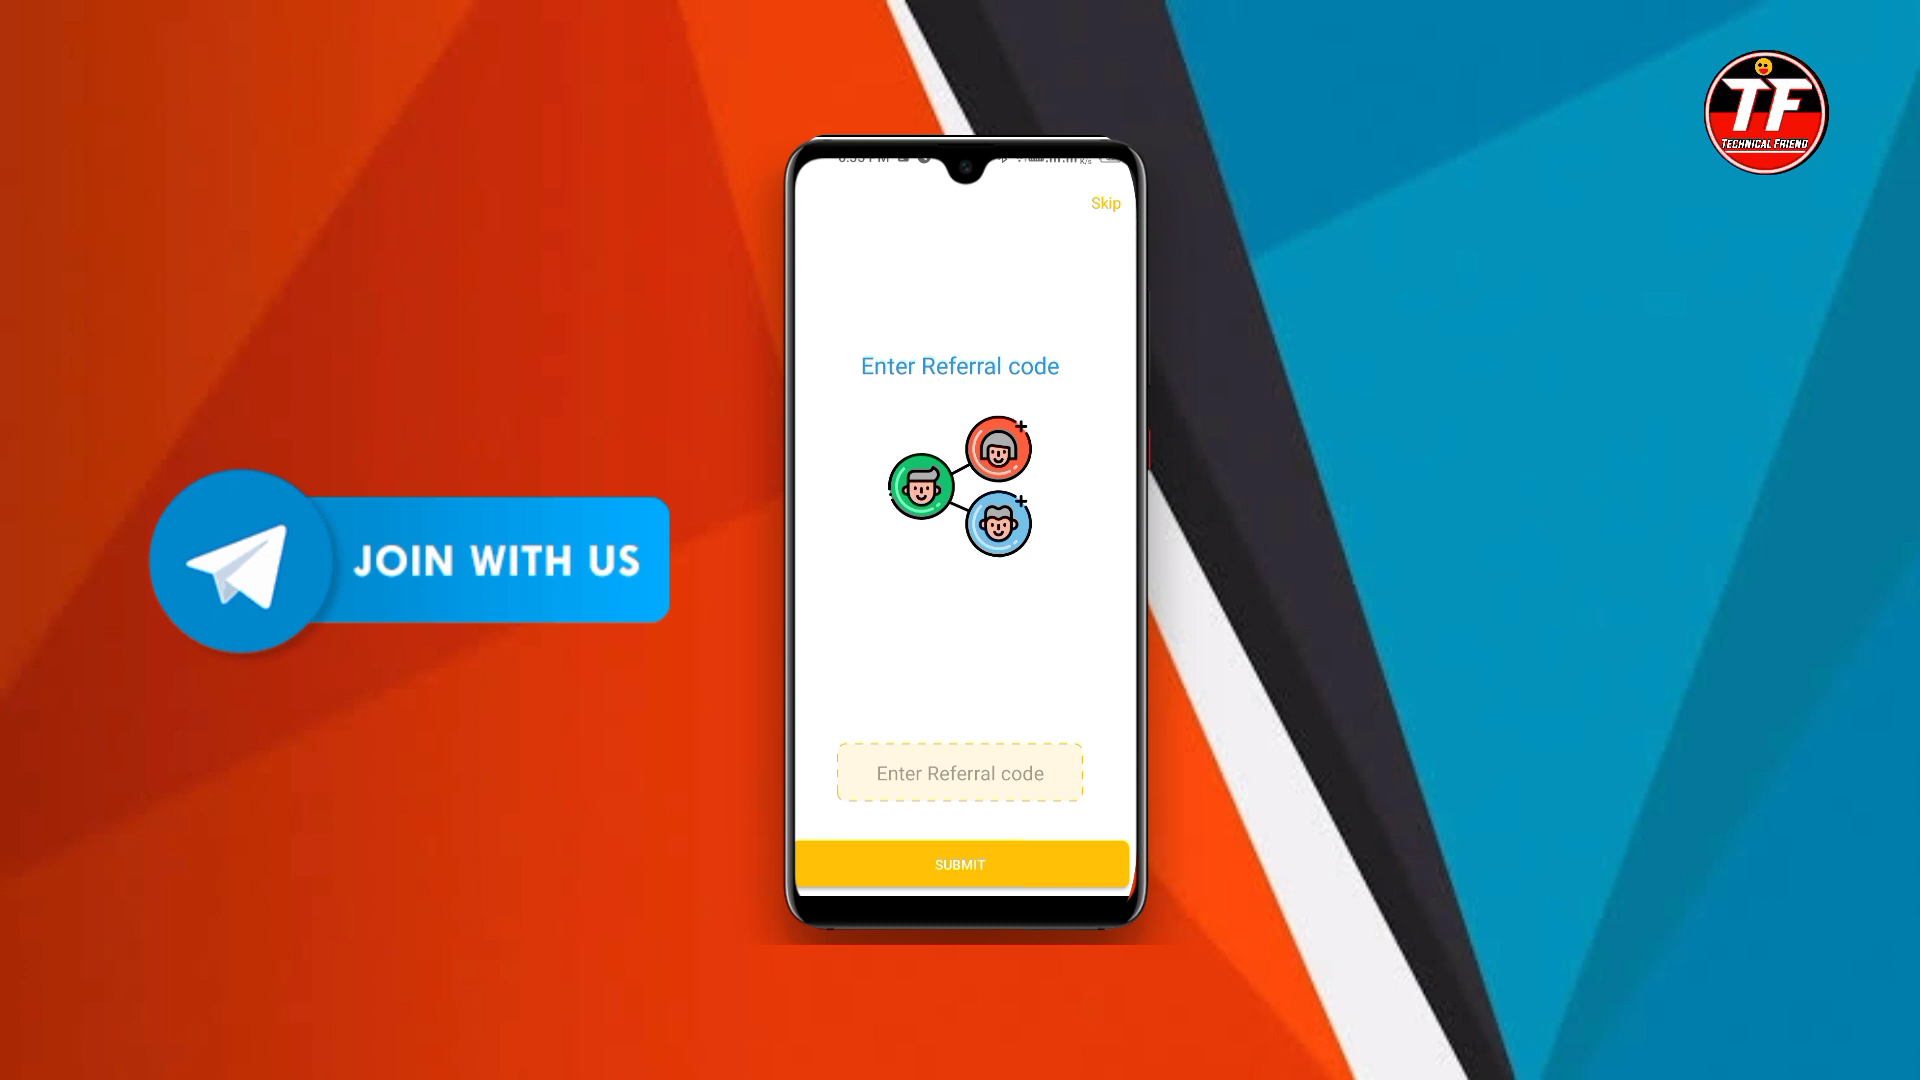 TF
TECHNICAL FRIEND
Skip
Enter Referral code
JOIN WITH US
Enter Referral code
SUBMIT